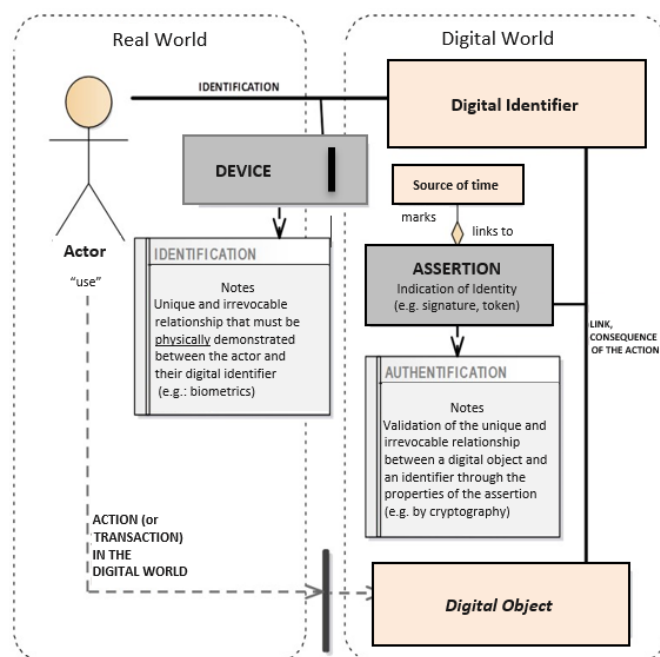 Real World
Digital World
IDENTIFICATION
Digital Identifier
DEVICE
Source of time
marks
links to
Actor
“use”
IDENTIFICATION
Notes
Unique and irrevocable
relationship that must be
physically demonstrated
between the actor and
their digital identifier
(e.g.: biometrics)
ASSERTION
Indication of Identity
(e.g. signature, token)
LINK,
CONSEQUENCE
OF THE ACTION
AUTHENTIFICATION
Notes
Validation of the unique and
irrevocable relationship
between a digital object and
an identifier through the
properties of the assertion
(e.g. by cryptography)
ACTION (or
TRANSACTION)
IN THE
DIGITAL WORLD
Digital Object